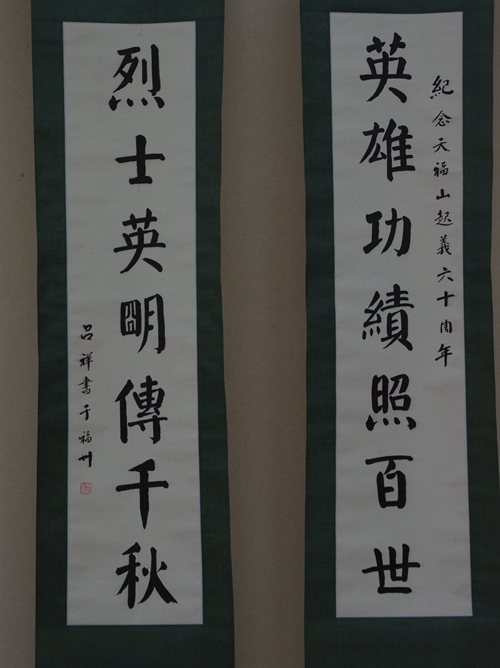 紀念天福山起義六十周年
英雄功績照百世
烈士英明傳千秋
吕祥書于福州